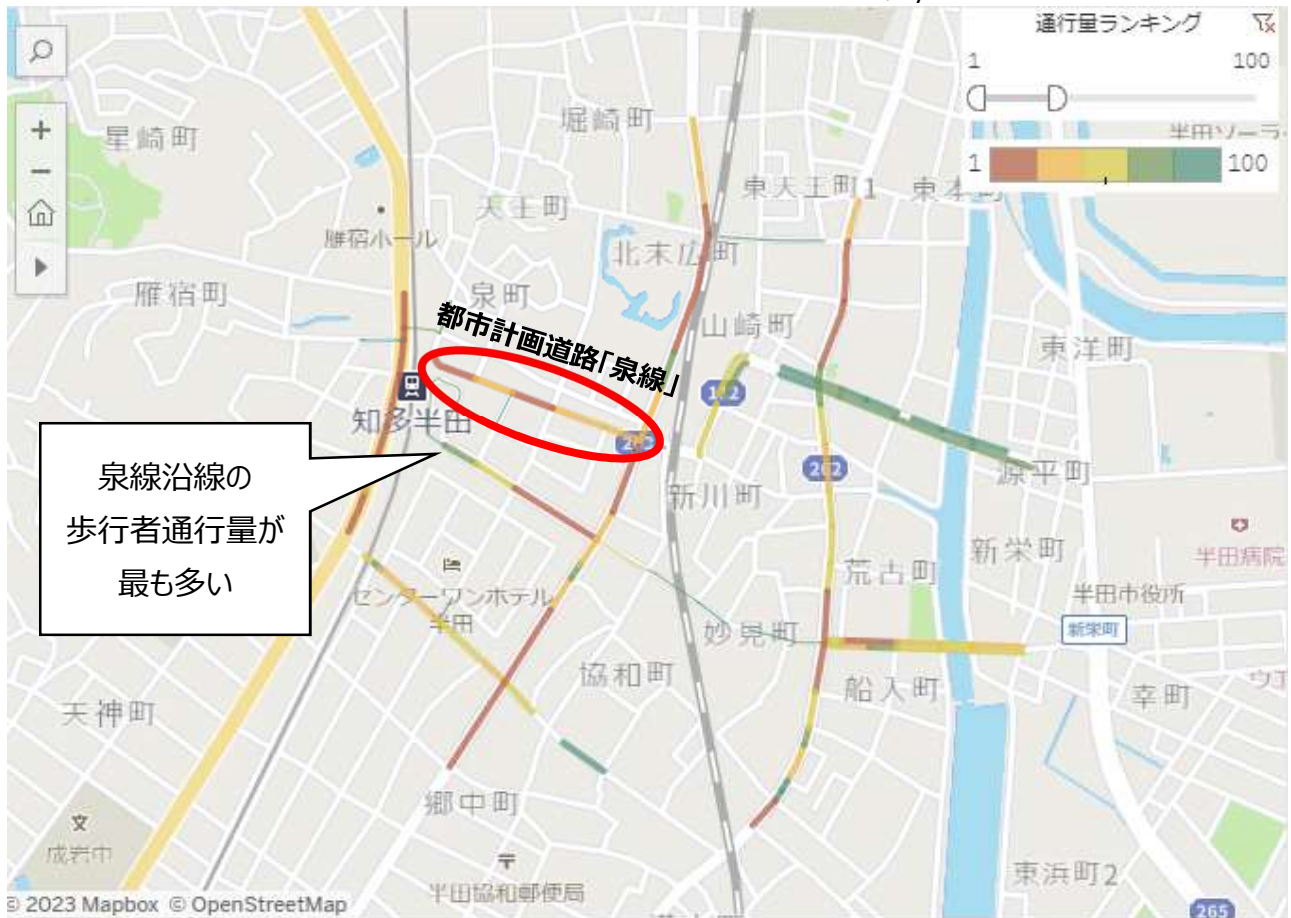 通行量ランキング
1 100
1 100
半田ソーラ
星崎町
堀崎町
天王町
東天王町1
雁宿ホール
北末広町
雁宿町
泉町
都市計画道路「泉線」
山崎町
東洋町
知多半田
262
源平町
泉線沿線の
歩行者通行量が
最も多い
新川町
新栄町
半田病院
荒古町
センターワンホテル
半田
半田市役所
新栄町
妙見町
協和町
船入町
幸町
天神町
郷中町
成岩中
半田協和郵便局
東浜町2
265
© 2023 Mapbox © OpenStreetMap